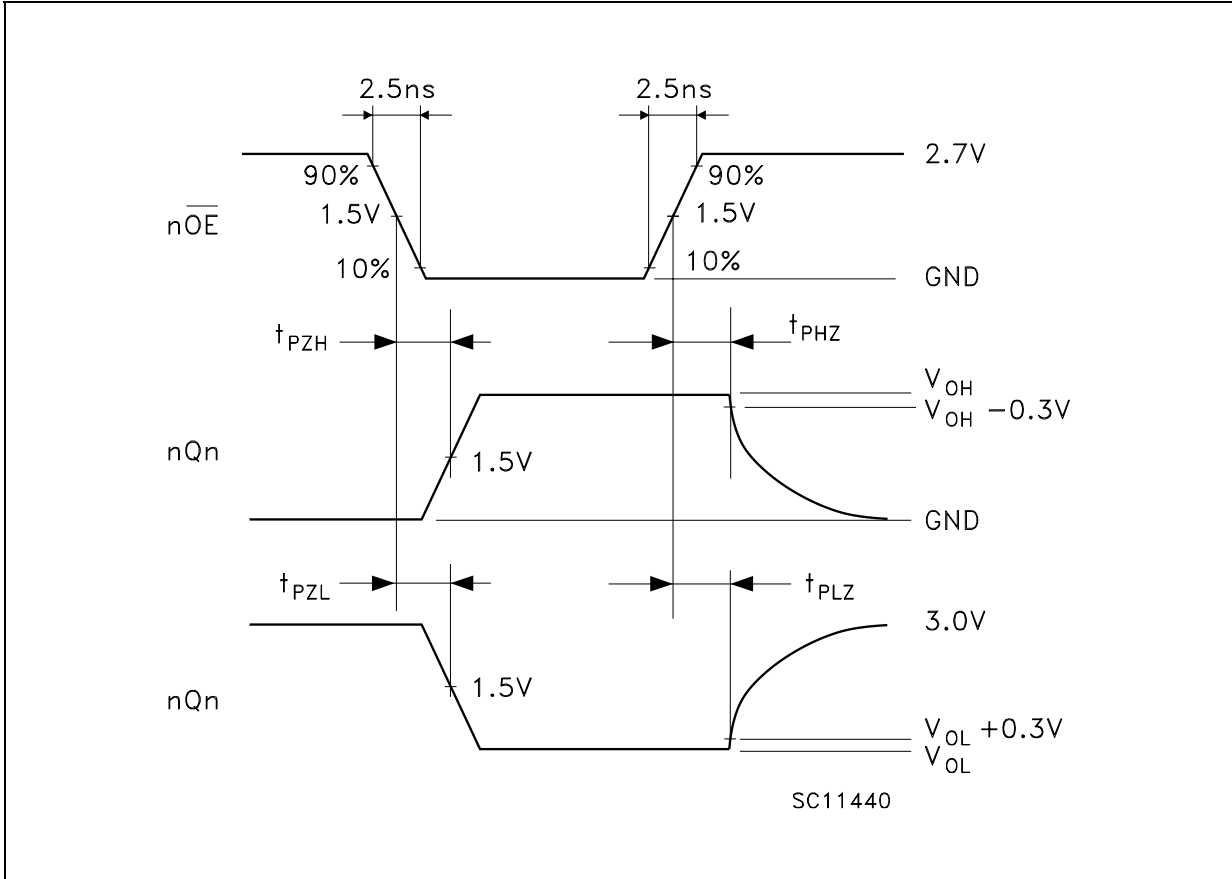 2.5ns 2.5ns
2.7V
90% 90%
1.5V 1.5V
nO̅E̅
10% 10%
GND
tPZH tPHZ
VOH
VOH −0.3V
nQn
1.5V
GND
tPZL tPLZ
3.0V
1.5V
nQn
VOL +0.3V
VOL
SC11440